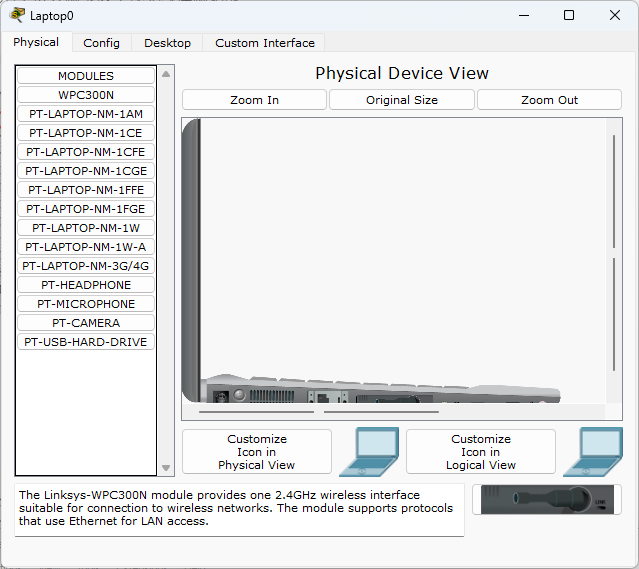 Laptop0
Physical
Config
Desktop
Custom Interface
MODULES
WPC300N
PT-LAPTOP-NM-1AM
PT-LAPTOP-NM-1CE
PT-LAPTOP-NM-1CFE
PT-LAPTOP-NM-1CGE
PT-LAPTOP-NM-1FFE
PT-LAPTOP-NM-1FGE
PT-LAPTOP-NM-1W
PT-LAPTOP-NM-1W-A
PT-LAPTOP-NM-3G/4G
PT-HEADPHONE
PT-MICROPHONE
PT-CAMERA
PT-USB-HARD-DRIVE
Physical Device View
Zoom In
Original Size
Zoom Out
Customize
Icon in
Physical View
Customize
Icon in
Logical View
The Linksys-WPC300N module provides one 2.4GHz wireless interface
suitable for connection to wireless networks. The module supports protocols
that use Ethernet for LAN access.